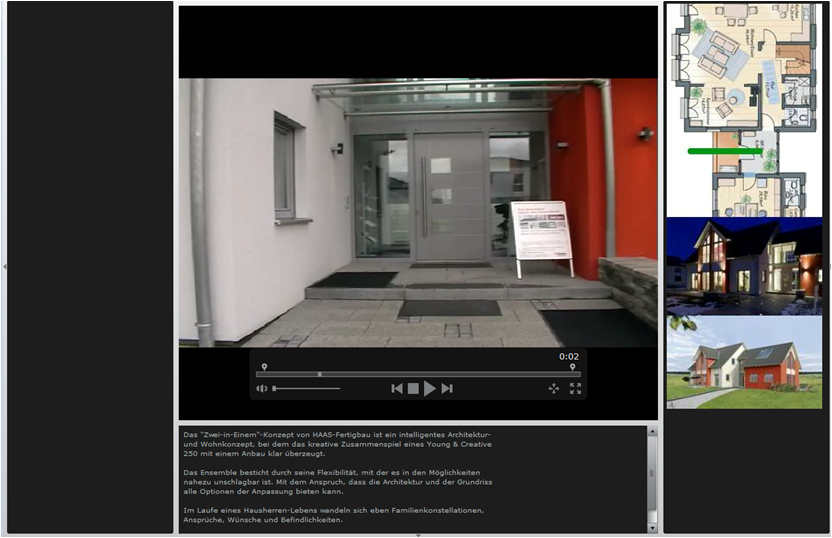 0:02
Das "Zwei-in-Einem"-Konzept von HAAS-Fertigbau ist ein intelligentes Architektur-
und Wohnkonzept, bei dem das kreative Zusammenspiel eines Young & Creative
250 mit einem Anbau klar überzeugt.
Das Ensemble besticht durch seine Flexibilität, mit der es in den Möglichkeiten
nahezu unschlagbar ist. Mit dem Anspruch, dass die Architektur und der Grundriss
alle Optionen der Anpassung bieten kann.
Im Laufe eines Hausherren-Lebens wandeln sich eben Familienkonstellationen,
Ansprüche, Wünsche und Befindlichkeiten.